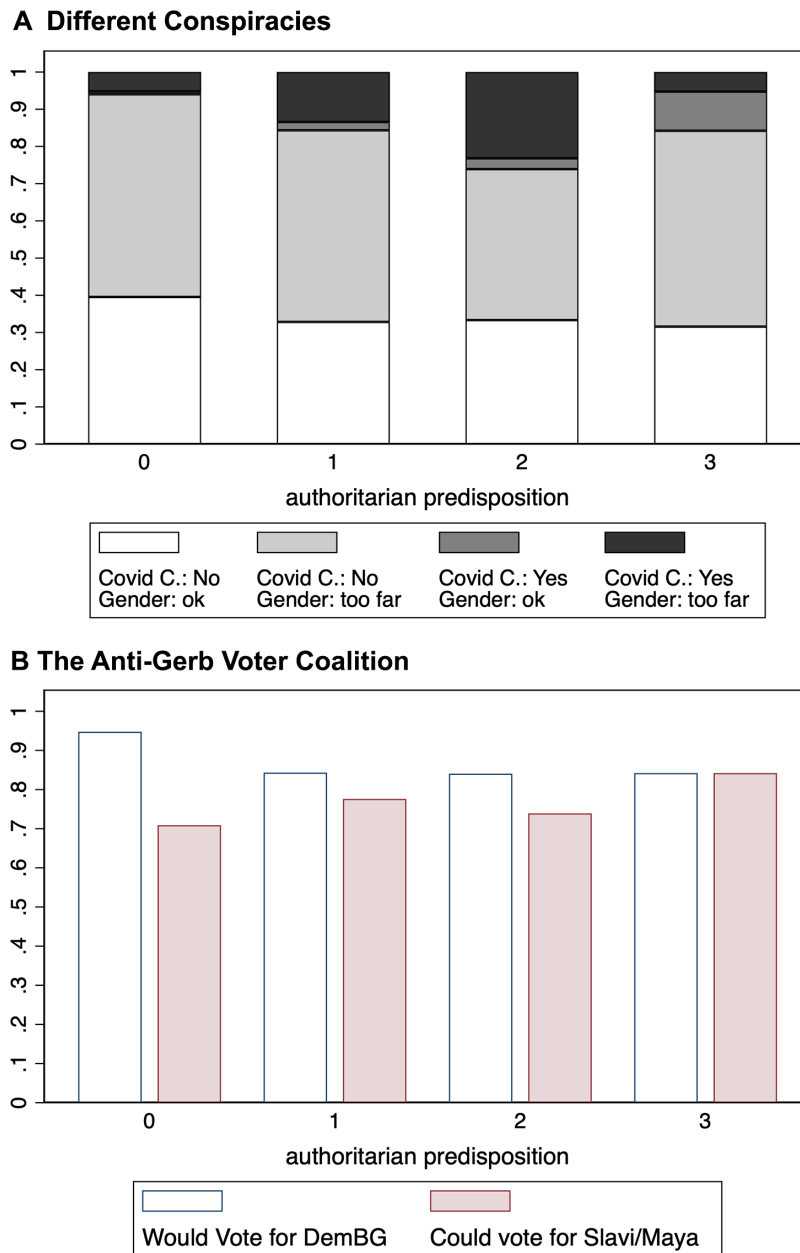 A Different Conspiracies
1
.9
.8
.7
.6
.5
.4
.3
.2
.1
0
0 1 2 3
authoritarian predisposition
Covid C.: No Covid C.: No Covid C.: Yes Covid C.: Yes
Gender: ok Gender: too far Gender: ok Gender: too far
B The Anti-Gerb Voter Coalition
1
.9
.8
.7
.6
.5
.4
.3
.2
.1
0
0 1 2 3
authoritarian predisposition
Would Vote for DemBG Could vote for Slavi/Maya